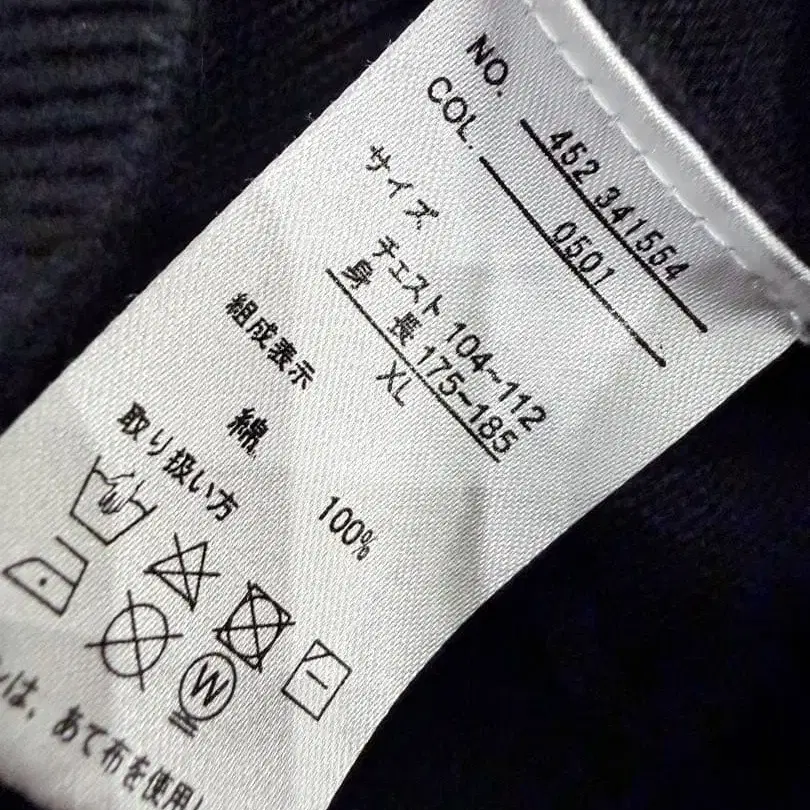 NO. 452 341554
COL. 0501
サイズ
チェスト 104~112
身長 175~185
XL
組成表示
綿 100%
取り扱い方
W
は、あて布を使用